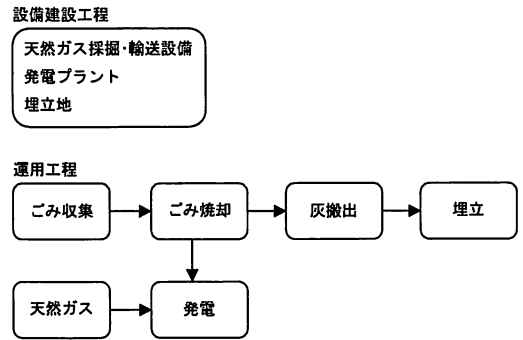 設備建設工程
天然ガス採掘・輸送設備
発電プラント
埋立地
運用工程
ごみ収集
ごみ焼却
灰搬出
埋立
天然ガス
発電